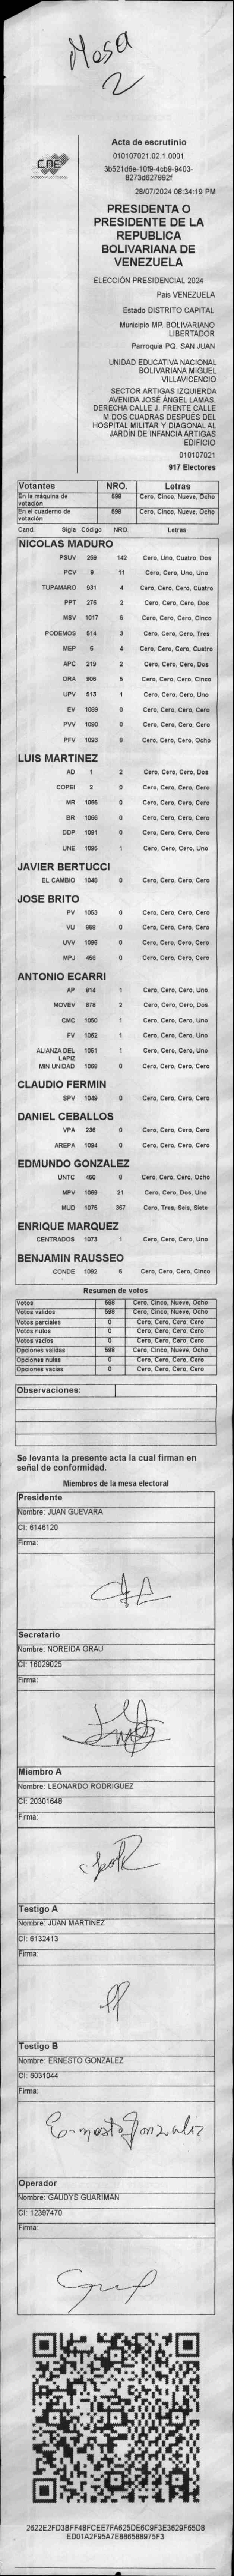 Mesa
2
CNE
Acta de escrutinio
010107021.02.1.0001
3b521d6e-10f9-4cb9-9403-
8273d627992f
28/07/2024 08:34:19 PM
PRESIDENTA O
PRESIDENTE DE LA
REPUBLICA
BOLIVARIANA DE
VENEZUELA
ELECCIÓN PRESIDENCIAL 2024
Pais VENEZUELA
Estado DISTRITO CAPITAL
Municipio MP. BOLIVARIANO
LIBERTADOR
Parroquia PQ. SAN JUAN
UNIDAD EDUCATIVA NACIONAL
BOLIVARIANA MIGUEL
VILLAVICENCIO
SECTOR ARTIGAS IZQUIERDA
AVENIDA JOSÉ ÁNGEL LAMAS.
DERECHA CALLE J. FRENTE CALLE
M DOS CUADRAS DESPUÉS DEL
HOSPITAL MILITAR Y DIAGONAL AL
JARDÍN DE INFANCIA ARTIGAS
EDIFICIO
010107021
917 Electores
Votantes NRO. Letras
En la máquina de votación 598 Cero, Cinco, Nueve, Ocho
En el cuaderno de votación 598 Cero, Cinco, Nueve, Ocho
Cand. Sigla Código NRO. Letras
NICOLAS MADURO
PSUV 259 142 Cero, Uno, Cuatro, Dos
PCV 9 11 Cero, Cero, Uno, Uno
TUPAMARO 931 4 Cero, Cero, Cero, Cuatro
PPT 276 2 Cero, Cero, Cero, Dos
MSV 1017 5 Cero, Cero, Cero, Cinco
PODEMOS 514 3 Cero, Cero, Cero, Tres
MEP 6 4 Cero, Cero, Cero, Cuatro
APC 219 2 Cero, Cero, Cero, Dos
ORA 906 5 Cero, Cero, Cero, Cinco
UPV 513 1 Cero, Cero, Cero, Uno
EV 1089 0 Cero, Cero, Cero, Cero
PVV 1090 0 Cero, Cero, Cero, Cero
PFV 1093 8 Cero, Cero, Cero, Ocho
LUIS MARTINEZ
AD 1 2 Cero, Cero, Cero, Dos
COPEI 2 0 Cero, Cero, Cero, Cero
MR 1065 0 Cero, Cero, Cero, Cero
BR 1066 0 Cero, Cero, Cero, Cero
DDP 1091 0 Cero, Cero, Cero, Cero
UNE 1095 1 Cero, Cero, Cero, Uno
JAVIER BERTUCCI
EL CAMBIO 1048 0 Cero, Cero, Cero, Cero
JOSE BRITO
PV 1053 0 Cero, Cero, Cero, Cero
VU 968 0 Cero, Cero, Cero, Cero
UVV 1096 0 Cero, Cero, Cero, Cero
MPJ 468 0 Cero, Cero, Cero, Cero
ANTONIO ECARRI
AP 814 1 Cero, Cero, Cero, Uno
MOVEV 879 2 Cero, Cero, Cero, Dos
CMC 1050 1 Cero, Cero, Cero, Uno
FV 1062 1 Cero, Cero, Cero, Uno
ALIANZA DEL LAPIZ 1051 1 Cero, Cero, Cero, Uno
MIN UNIDAD 1068 0 Cero, Cero, Cero, Cero
CLAUDIO FERMIN
SPV 1049 0 Cero, Cero, Cero, Cero
DANIEL CEBALLOS
VPA 236 0 Cero, Cero, Cero, Cero
AREPA 1094 0 Cero, Cero, Cero, Cero
EDMUNDO GONZALEZ
UNTC 460 8 Cero, Cero, Cero, Ocho
MPV 1069 21 Cero, Cero, Dos, Uno
MUD 1075 367 Cero, Tres, Seis, Siete
ENRIQUE MARQUEZ
CENTRADOS 1073 1 Cero, Cero, Cero, Uno
BENJAMIN RAUSSEO
CONDE 1092 5 Cero, Cero, Cero, Cinco
Resumen de votos
Votos 598 Cero, Cinco, Nueve, Ocho
Votos validos 598 Cero, Cinco, Nueve, Ocho
Votos parciales 0 Cero, Cero, Cero, Cero
Votos nulos 0 Cero, Cero, Cero, Cero
Votos vacios 0 Cero, Cero, Cero, Cero
Opciones validas 598 Cero, Cinco, Nueve, Ocho
Opciones nulas 0 Cero, Cero, Cero, Cero
Opciones vacias 0 Cero, Cero, Cero, Cero
Observaciones:
Se levanta la presente acta la cual firman en
señal de conformidad.
Miembros de la mesa electoral
Presidente
Nombre: JUAN GUEVARA
CI: 6146120
Firma:
Secretario
Nombre: NOREIDA GRAU
CI: 16029025
Firma:
Miembro A
Nombre: LEONARDO RODRIGUEZ
CI: 20301648
Firma:
Testigo A
Nombre: JUAN MARTINEZ
CI: 6132413
Firma:
Testigo B
Nombre: ERNESTO GONZALEZ
CI: 6031044
Firma:
Ernesto Gonzalez
Operador
Nombre: GAUDYS GUARIMAN
CI: 12397470
Firma:
2622E2FD3BFF48FCEE7FA625DE6C9F3E3629F65D8
ED01A2F95A7E886588975F3